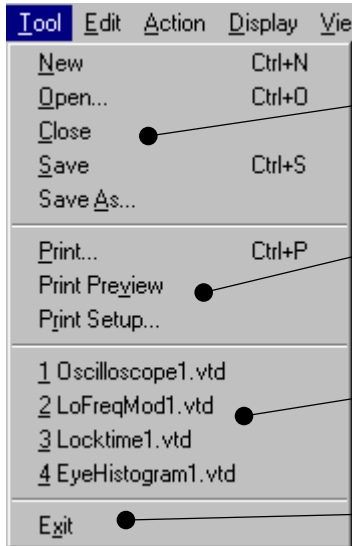 Tool Edit Action Display Vie
New Ctrl+N
Open... Ctrl+O
Close
Save Ctrl+S
Save As...
Print... Ctrl+P
Print Preview
Print Setup...
1 Oscilloscope1.vtd
2 LoFreqMod1.vtd
3 Locktime1.vtd
4 EyeHistogram1.vtd
Exit